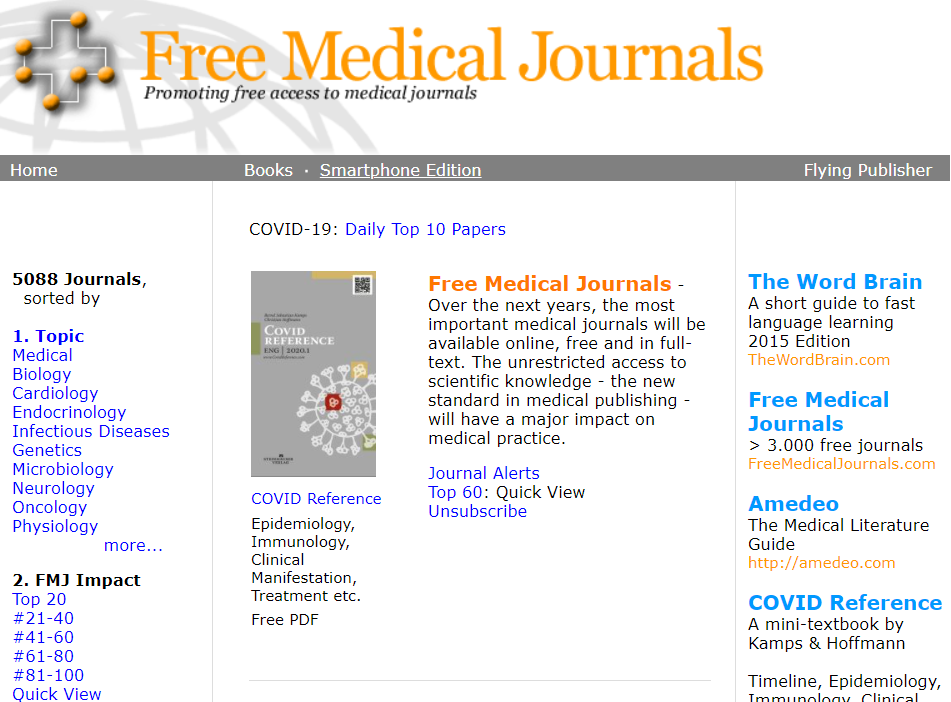 Free Medical Journals
Promoting free access to medical journals
Home
Books · Smartphone Edition
Flying Publisher
5088 Journals,
sorted by
1. Topic
Medical
Biology
Cardiology
Endocrinology
Infectious Diseases
Genetics
Microbiology
Neurology
Oncology
Physiology
more...
2. FMJ Impact
Top 20
#21-40
#41-60
#61-80
#81-100
Quick View
COVID-19: Daily Top 10 Papers
Bernd Sebastian Kamps
Christian Hoffmann
COVID
REFERENCE
ENG | 2020.1
COVID Reference
Epidemiology,
Immunology,
Clinical
Manifestation,
Treatment etc.
Free PDF
Free Medical Journals -
Over the next years, the most
important medical journals will be
available online, free and in full-
text. The unrestricted access to
scientific knowledge - the new
standard in medical publishing -
will have a major impact on
medical practice.
Journal Alerts
Top 60: Quick View
Unsubscribe
The Word Brain
A short guide to fast
language learning
2015 Edition
TheWordBrain.com
Free Medical
Journals
> 3.000 free journals
FreeMedicalJournals.com
Amedeo
The Medical Literature
Guide
http://amedeo.com
COVID Reference
A mini-textbook by
Kamps & Hoffmann
Timeline, Epidemiology,
Immunology, Clinical